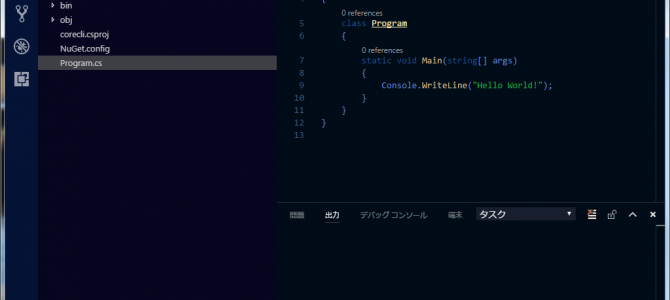 bin
obj
corecli.csproj
NuGet.config
Program.cs
{
0 references
5 class Program
6 {
0 references
7 static void Main(string[] args)
8 {
9 Console.WriteLine("Hello World!");
10 }
11 }
12 }
13
問題 出力 デバッグ コンソール 端末 タスク